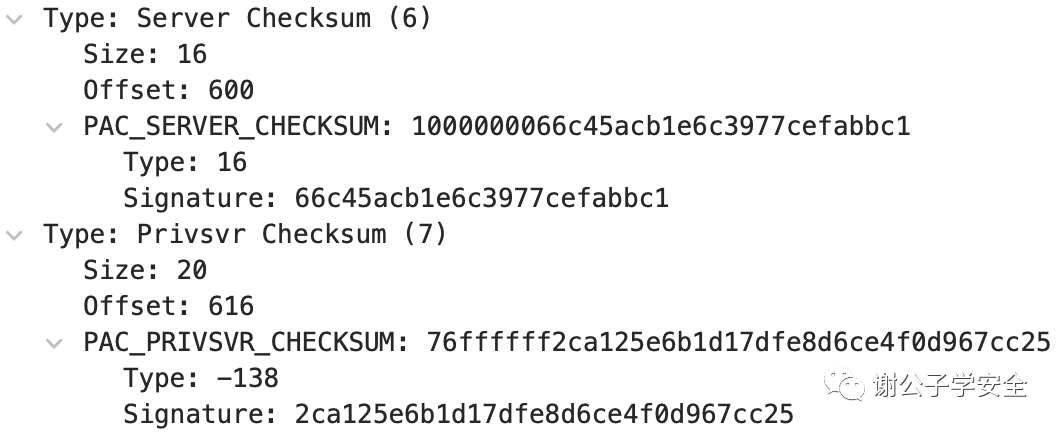 Type: Server Checksum (6)
Size: 16
Offset: 600
PAC_SERVER_CHECKSUM: 1000000066c45acb1e6c3977cefabbc1
Type: 16
Signature: 66c45acb1e6c3977cefabbc1
Type: Privsvr Checksum (7)
Size: 20
Offset: 616
PAC_PRIVSVR_CHECKSUM: 76ffffff2ca125e6b1d17dfe8d6ce4f0d967cc25
Type: -138
谢公子学安全
Signature: 2ca125e6b1d17dfe8d6ce4f0d967cc25